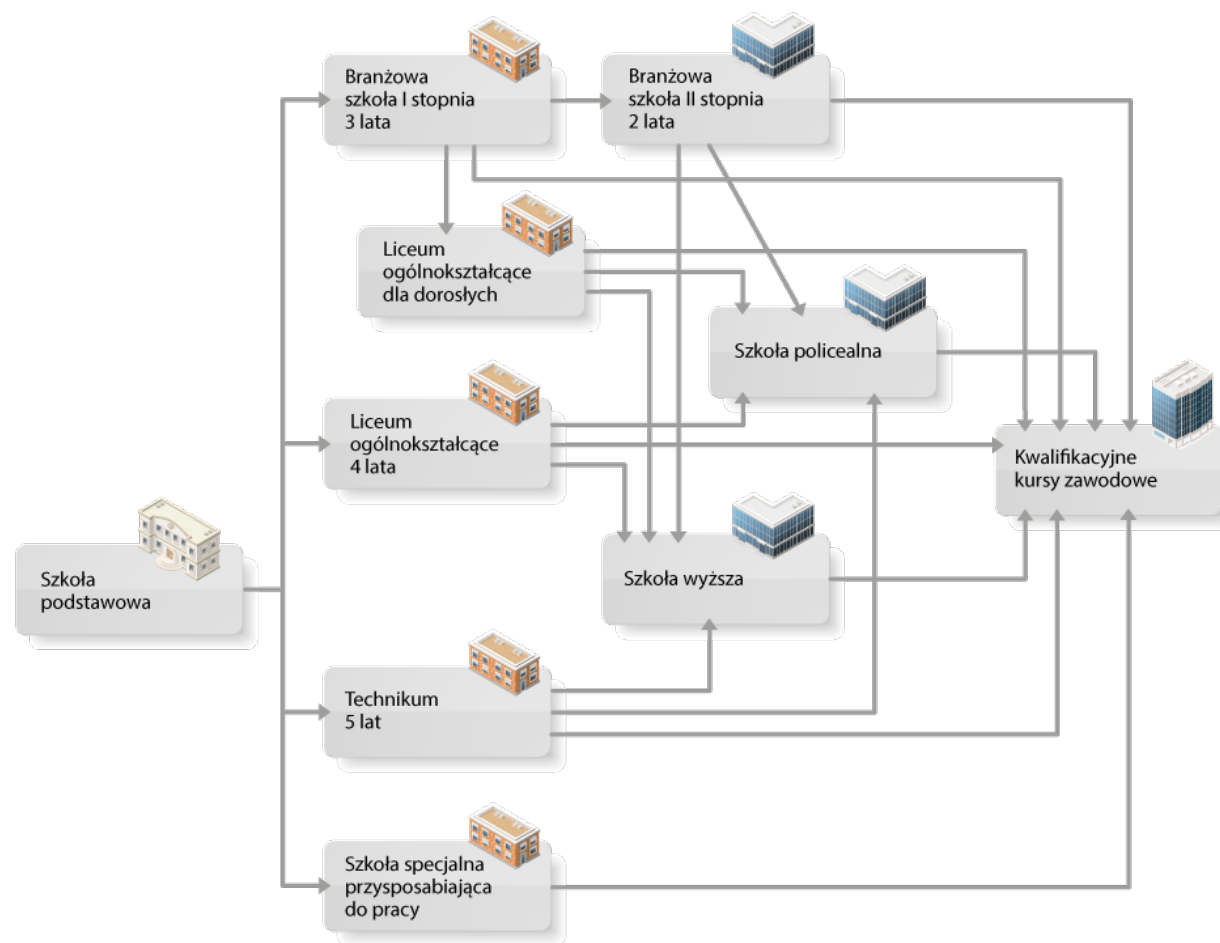 Branżowa
szkoła I stopnia
3 lata
Branżowa
szkoła II stopnia
2 lata
Liceum
ogólnokształcące
dla dorosłych
Szkoła policealna
Liceum
ogólnokształcące
4 lata
Kwalifikacyjne
kursy zawodowe
Szkoła
podstawowa
Szkoła wyższa
Technikum
5 lat
Szkoła specjalna
przysposabiająca
do pracy